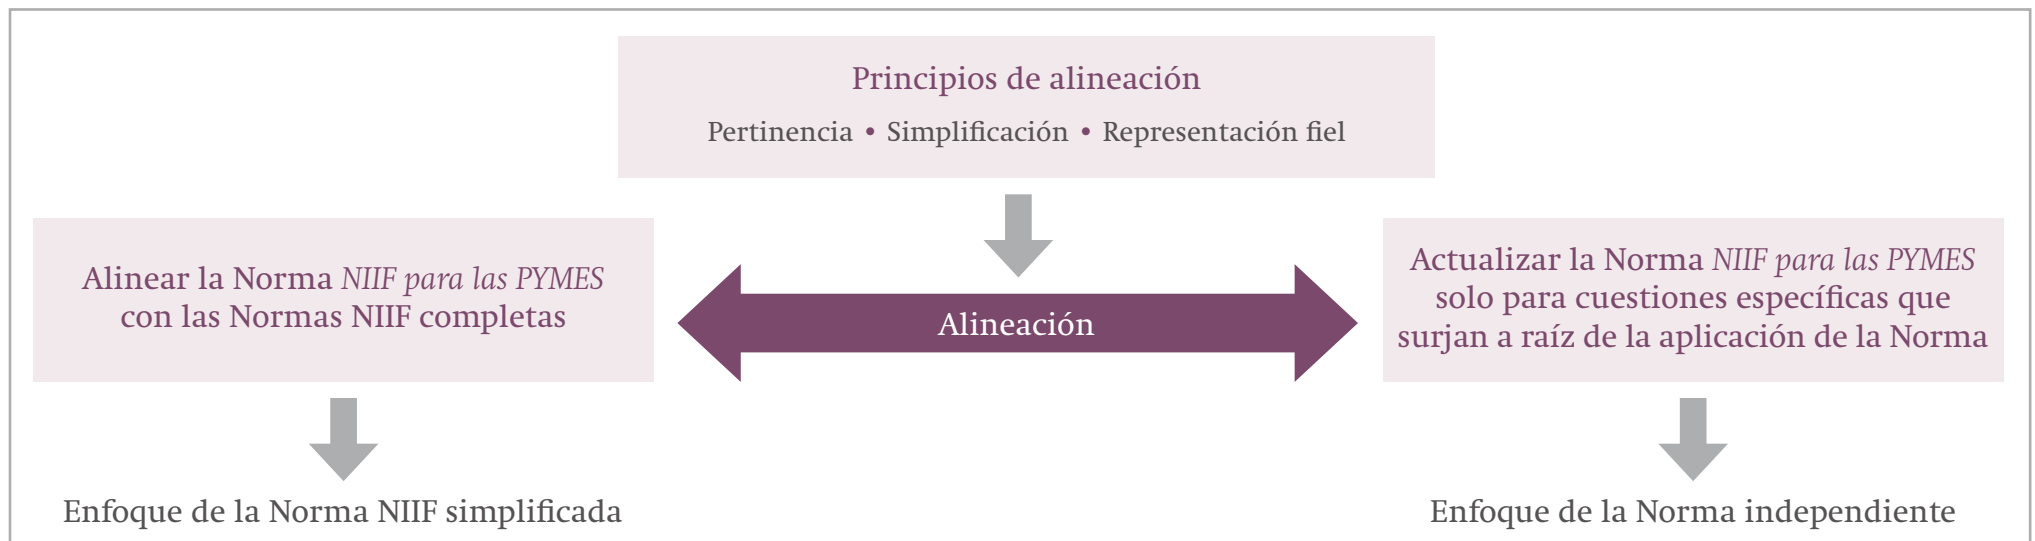 Principios de alineación
Pertinencia • Simplificación • Representación fiel
Alinear la Norma NIIF para las PYMES
con las Normas NIIF completas
Alineación
Actualizar la Norma NIIF para las PYMES
solo para cuestiones específicas que
surjan a raíz de la aplicación de la Norma
Enfoque de la Norma NIIF simplificada
Enfoque de la Norma independiente